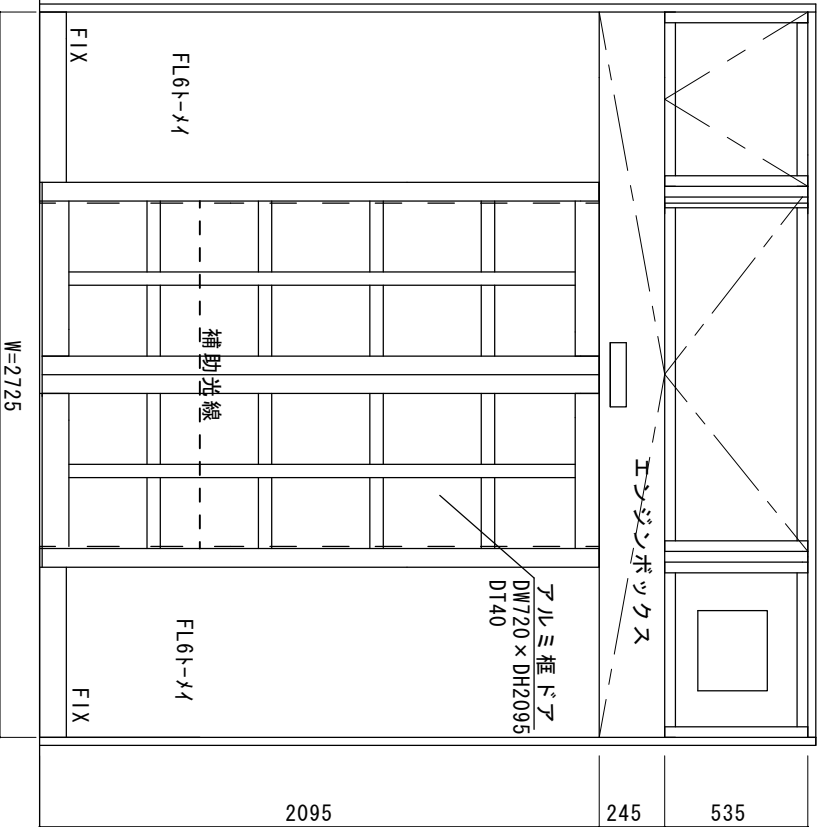 FIX
FL6ﾄｰﾒｲ
補助光線
W=2725
エンジンボックス
アルミ框ドア
DW720×DH2095
DT40
FL6ﾄｰﾒｲ
FIX
2095
245
535